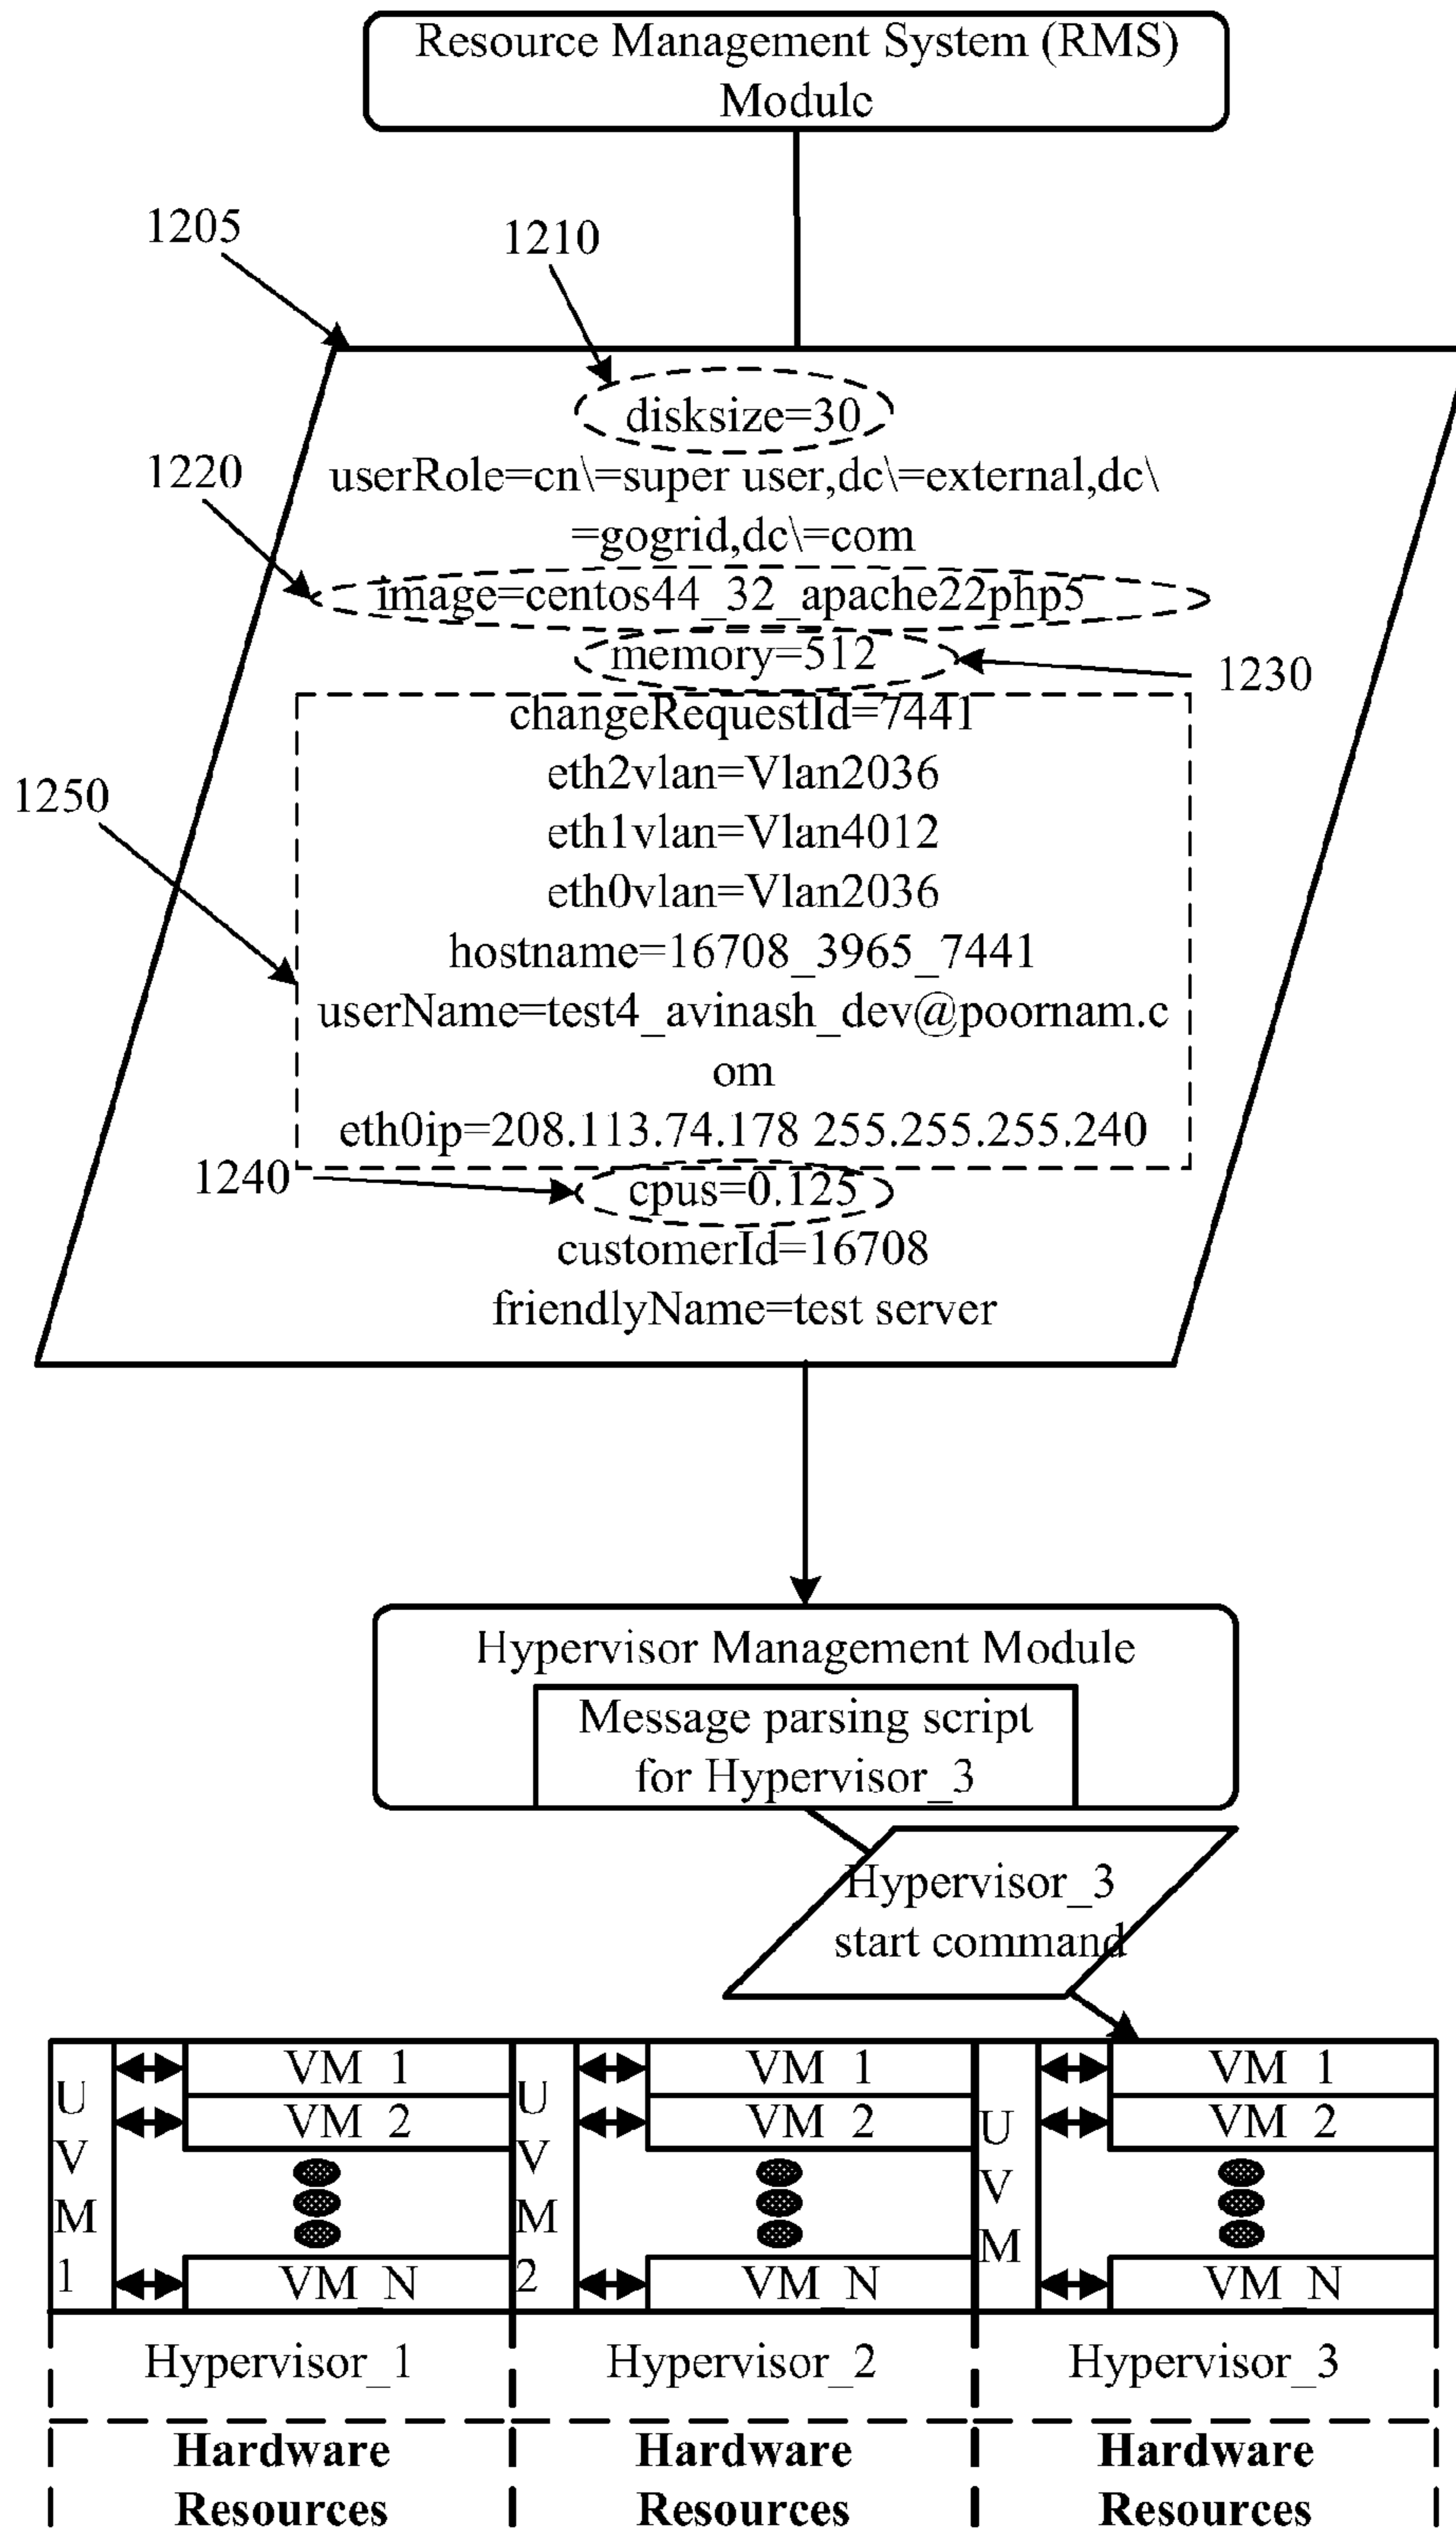 Resource Management System (RMS)
Module
1205
1210
disksize=30
1220
userRole=cn\=super user,dc\=external,dc\
=gogrid,dc\=com
image=centos44_32_apache22php5
memory=512
1230
changeRequestId=7441
eth2vlan=Vlan2036
1250
eth1vlan=Vlan4012
eth0vlan=Vlan2036
hostname=16708_3965_7441
userName=test4_avinash_dev@poornam.c
om
eth0ip=208.113.74.178 255.255.255.240
1240
cpus=0.125
customerId=16708
friendlyName=test server
Hypervisor Management Module
Message parsing script
for Hypervisor_3
Hypervisor_3
start command
U
V
M
1
VM_1
VM_2
VM_N
U
V
M
2
VM_1
VM_2
VM_N
U
V
M
VM_1
VM_2
VM_N
Hypervisor_1
Hypervisor_2
Hypervisor_3
Hardware
Resources
Hardware
Resources
Hardware
Resources